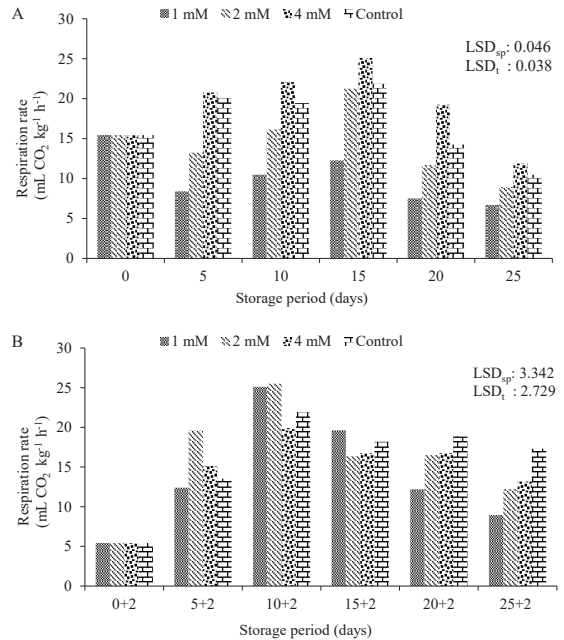 A
1 mM 2 mM 4 mM Control
LSDsp: 0.046
LSDt : 0.038
Respiration rate
(mL CO2 kg-1 h-1)
30
25
20
15
10
5
0
0 5 10 15 20 25
Storage period (days)
B
1 mM 2 mM 4 mM Control
LSDsp: 3.342
LSDt : 2.729
Respiration rate
(mL CO2 kg-1 h-1)
30
25
20
15
10
5
0
0+2 5+2 10+2 15+2 20+2 25+2
Storage period (days)